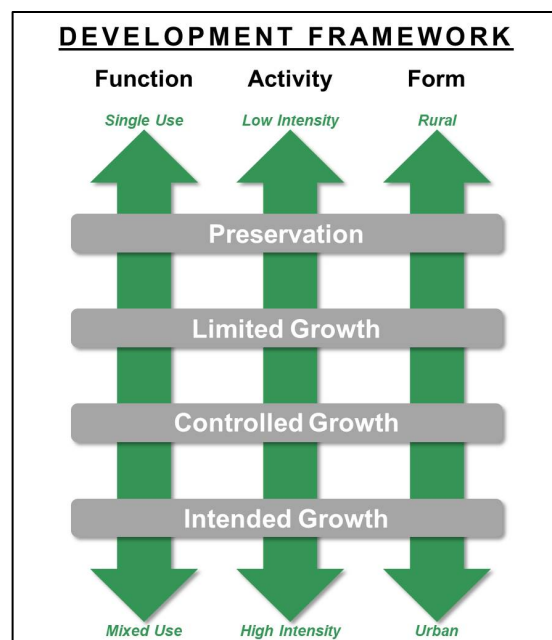 DEVELOPMENT FRAMEWORK
Function Activity Form
Single Use Low Intensity Rural
Preservation
Limited Growth
Controlled Growth
Intended Growth
Mixed Use High Intensity Urban